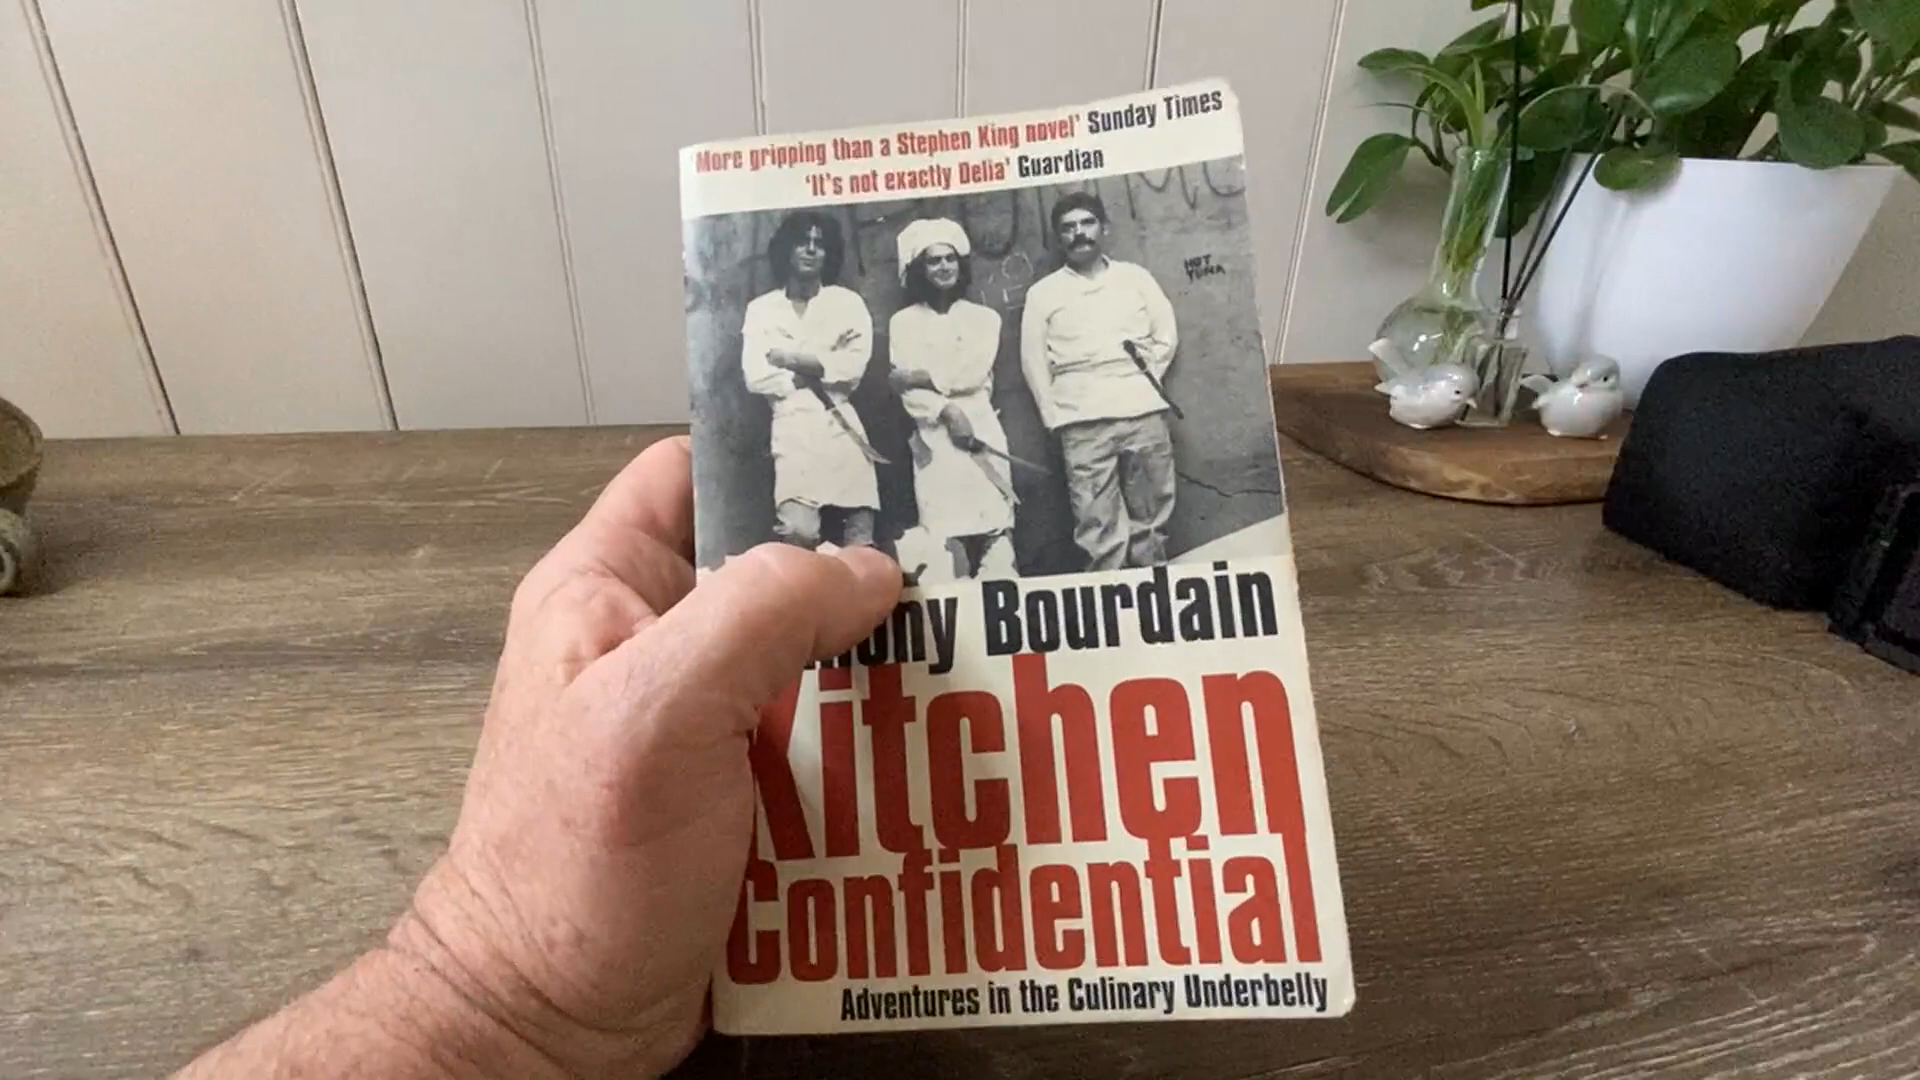 'More gripping than a Stephen King novel' Sunday Times
'It's not exactly Delia' Guardian
HOT
TUNA
Bourdain
Kitchen
Confidential
Adventures in the Culinary Underbelly